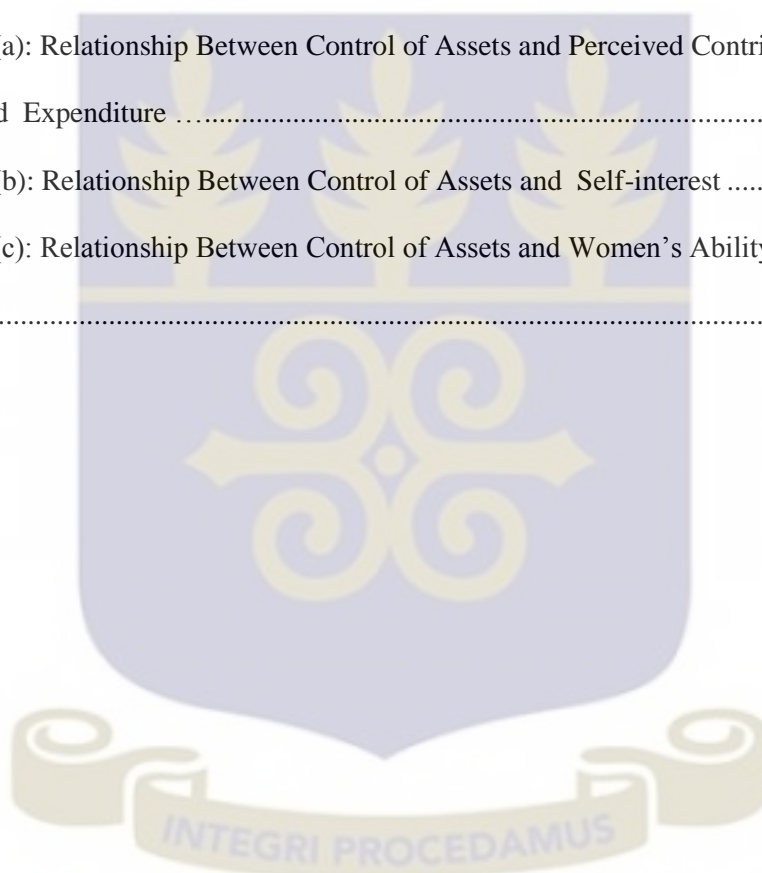 (a): Relationship Between Control of Assets and Perceived
d Expenditure ….................................................................................
(b): Relationship Between Control of Assets and Self-interest .....
(c): Relationship Between Control of Assets and Women’s Ability
.........................................................................................................
INTEGRI PROCEDAMUS